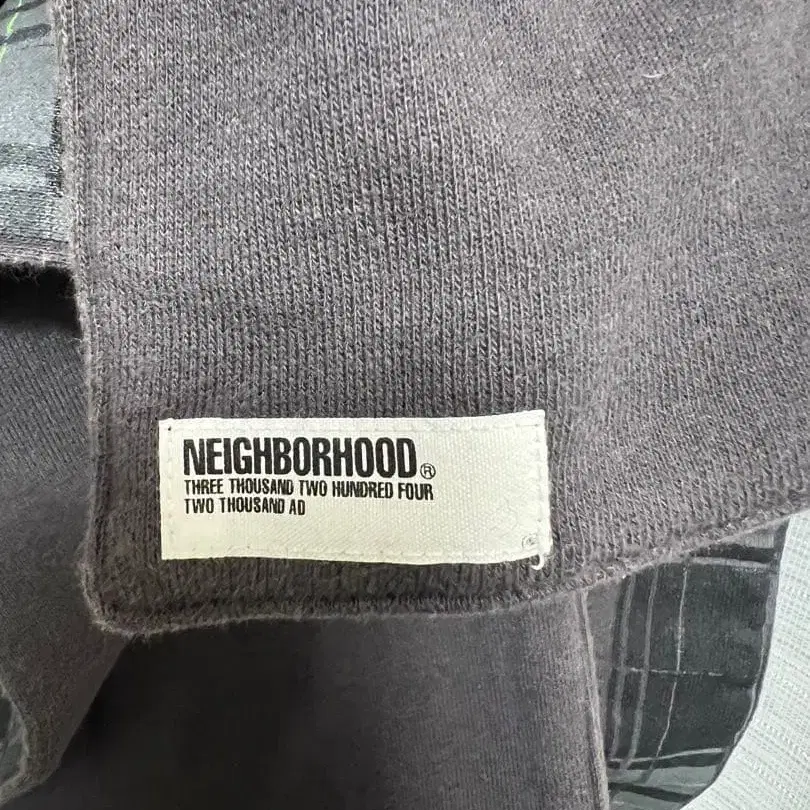 NEIGHBORHOOD®
THREE THOUSAND TWO HUNDRED FOUR
TWO THOUSAND AD